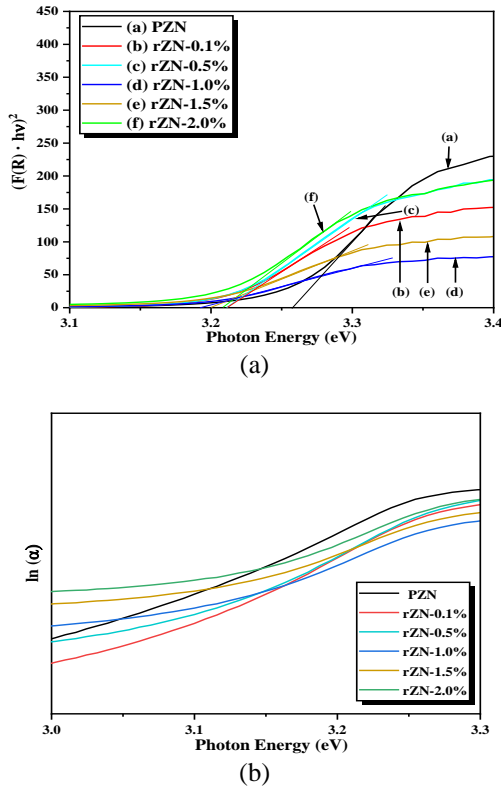 450
400
350
300
250
200
150
100
50
0
(F(R) · hν)²
(a) PZN
(b) rZN-0.1%
(c) rZN-0.5%
(d) rZN-1.0%
(e) rZN-1.5%
(f) rZN-2.0%
(a)
(f)
(c)
(b)
(e)
(d)
3.1 3.2 3.3 3.4
Photon Energy (eV)
(a)
ln (α)
PZN
rZN-0.1%
rZN-0.5%
rZN-1.0%
rZN-1.5%
rZN-2.0%
3.0 3.1 3.2 3.3
Photon Energy (eV)
(b)